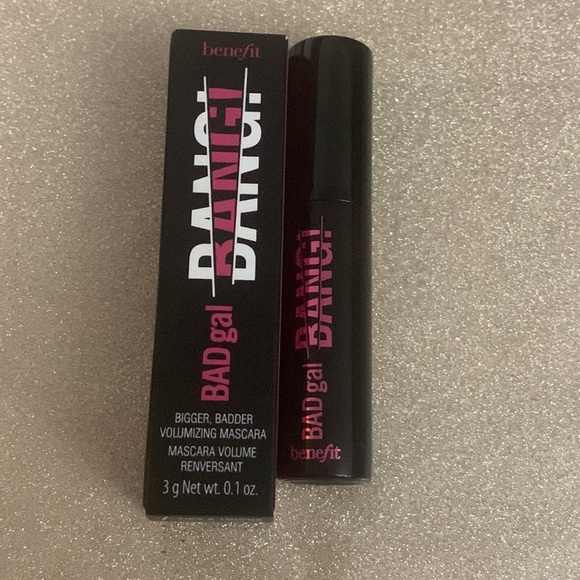 benefit
BADgal BANG!
BIGGER, BADDER
VOLUMIZING MASCARA
MASCARA VOLUME
RENVERSANT
3 g Net wt. 0.1 oz.
BADgal BANG!
benefit